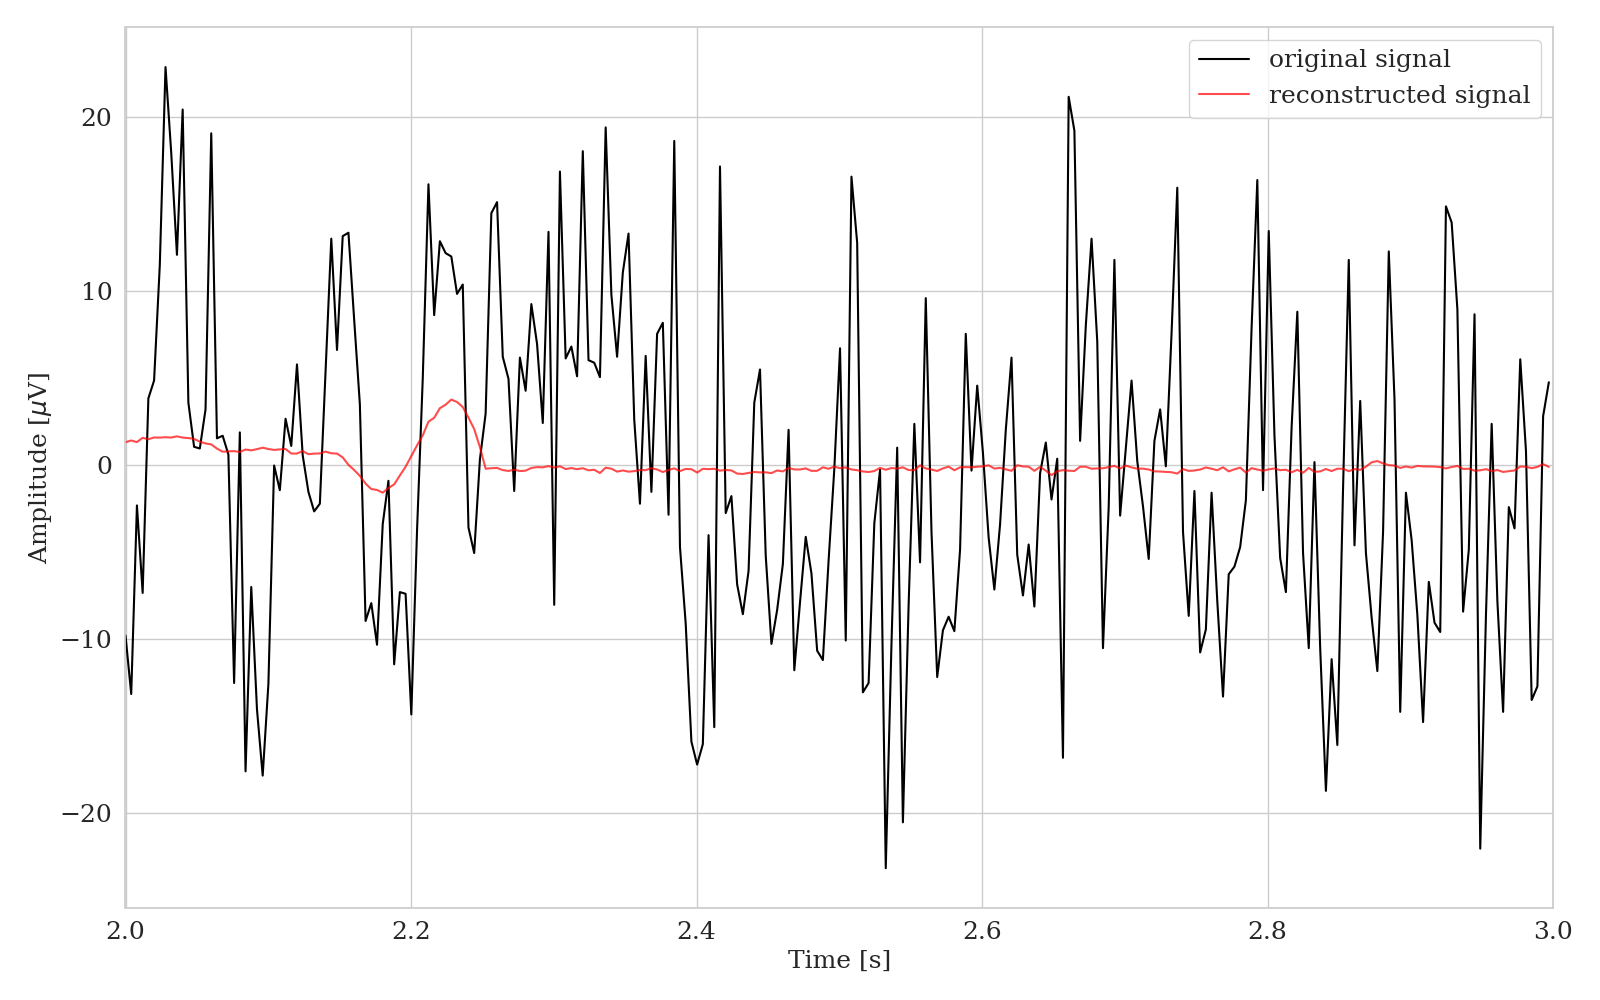 original signal
reconstructed signal
20
10
0
−10
−20
Amplitude [μV]
2.0 2.2 2.4 2.6 2.8 3.0
Time [s]